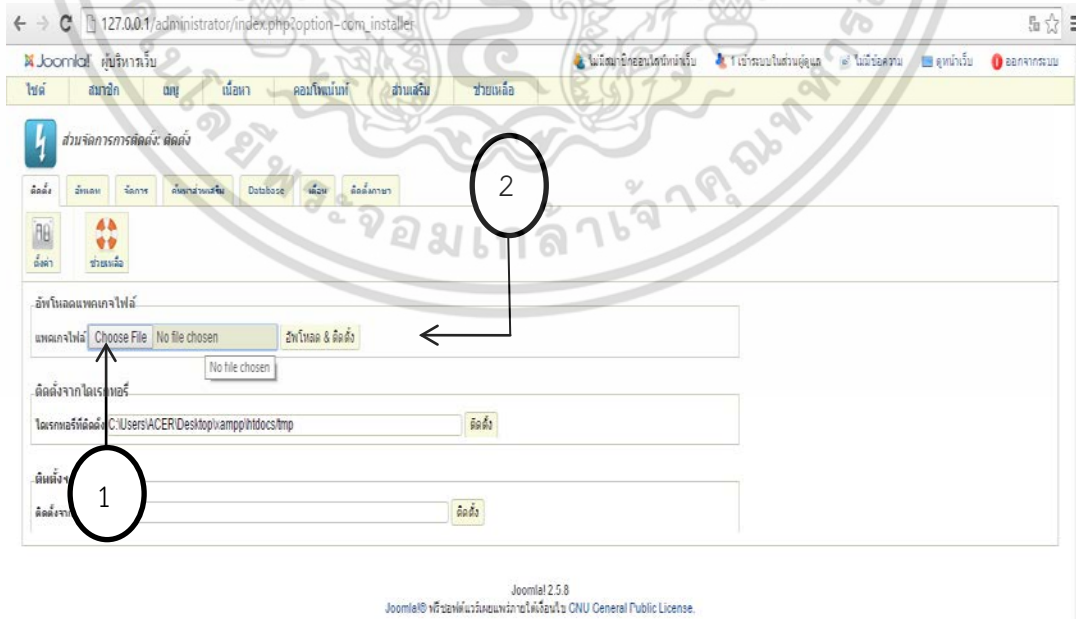 127.0.0.1/administrator/index.php?option=com_installer
Joomla! ผู้บริหารเว็บ
ไม่มีสมาชิกออนไลน์หน้าเว็บ 1 เข้าระบบในส่วนผู้ดูแล ไม่มีข้อความ ดูหน้าเว็บ ออกจากระบบ
ไซต์ สมาชิก เมนู เนื้อหา คอมโพเน้นท์ ส่วนเสริม ช่วยเหลือ
ส่วนจัดการการติดตั้ง: ติดตั้ง
ติดตั้ง อัพเดท จัดการ ค้นหาส่วนเสริม Database เตือน ติดตั้งภาษา
2
ตั้งค่า ช่วยเหลือ
พระจอมเกล้าเจ้าคุณทหาร
อัพโหลดแพคเกจไฟล์
แพคเกจไฟล์ Choose File No file chosen อัพโหลด & ติดตั้ง
No file chosen
ติดตั้งจากไดเรกทอรี่
ไดเรกทอรี่ที่ติดตั้ง C:\Users\ACER\Desktop\xampp\htdocs/tmp ติดตั้ง
1
ติดตั้ง
Joomla! 2.5.8
Joomla!® ฟรีซอฟต์แวร์เผยแพร่ภายใต้เงื่อนไข GNU General Public License.